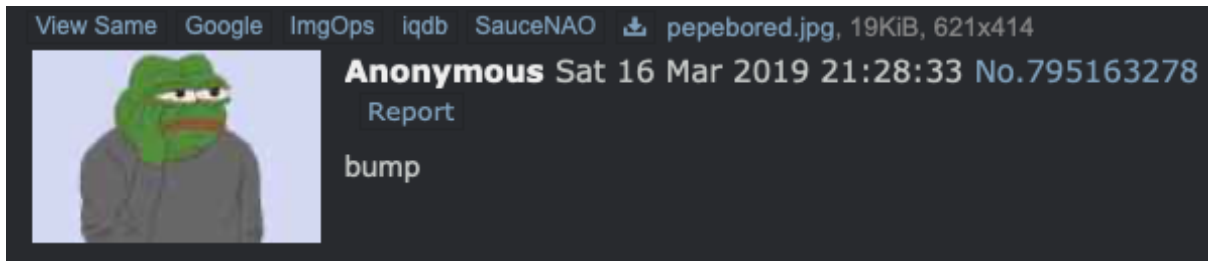 View Same Google ImgOps iqdb SauceNAO pepebored.jpg, 19KiB, 621x414
Anonymous Sat 16 Mar 2019 21:28:33 No.795163278
Report
bump